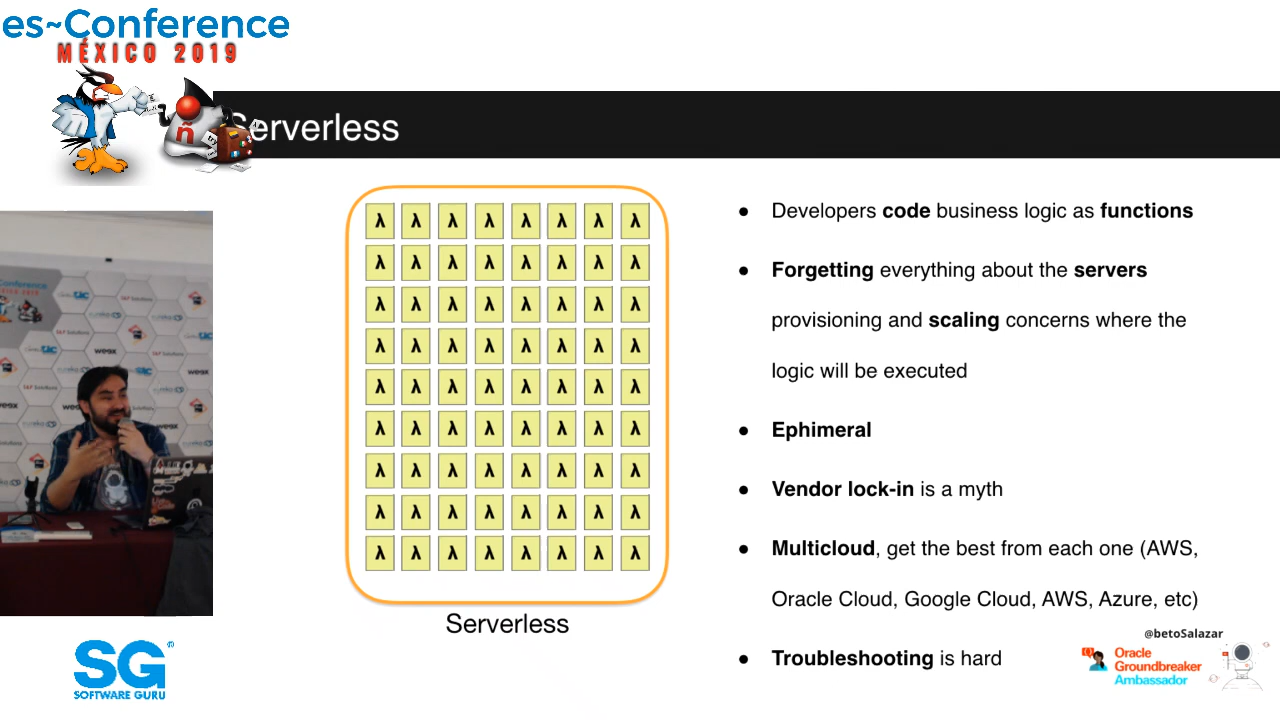 es~Conference
MÉXICO 2019
Serverless
λ λ λ λ λ λ λ λ
λ λ λ λ λ λ λ λ
λ λ λ λ λ λ λ λ
λ λ λ λ λ λ λ λ
λ λ λ λ λ λ λ λ
λ λ λ λ λ λ λ λ
λ λ λ λ λ λ λ λ
λ λ λ λ λ λ λ λ
λ λ λ λ λ λ λ λ
Serverless
● Developers code business logic as functions
● Forgetting everything about the servers
provisioning and scaling concerns where the
logic will be executed
● Ephimeral
● Vendor lock-in is a myth
● Multicloud, get the best from each one (AWS,
Oracle Cloud, Google Cloud, AWS, Azure, etc)
● Troubleshooting is hard
@betoSalazar
Oracle
Groundbreaker
Ambassador
ñ
weex
SG®
SOFTWARE GURU